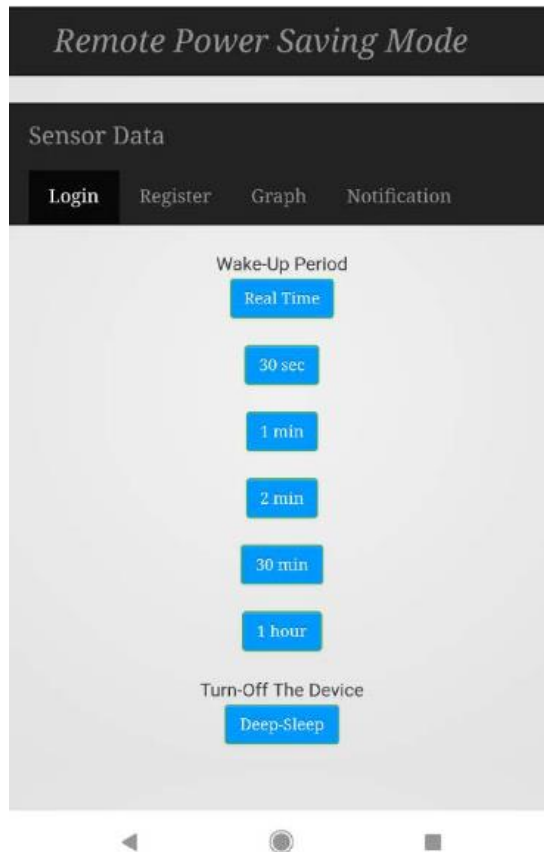 Remote Power Saving Mode
Sensor Data
Login Register Graph Notification
Wake-Up Period
Real Time
30 sec
1 min
2 min
30 min
1 hour
Turn-Off The Device
Deep-Sleep